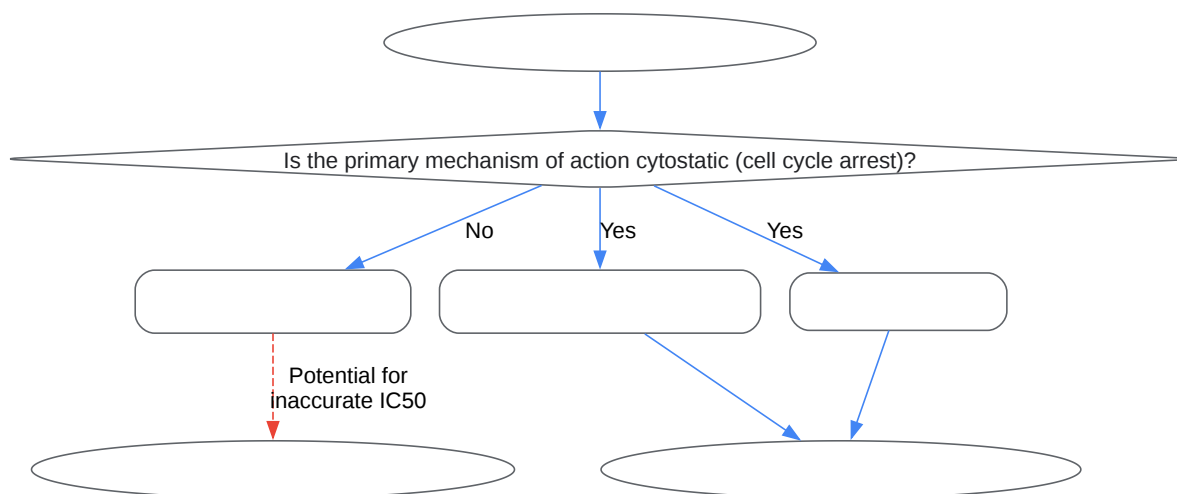 Is the primary mechanism of action cytostatic (cell cycle arrest)?
No
Yes
Yes
Potential for
inaccurate IC50